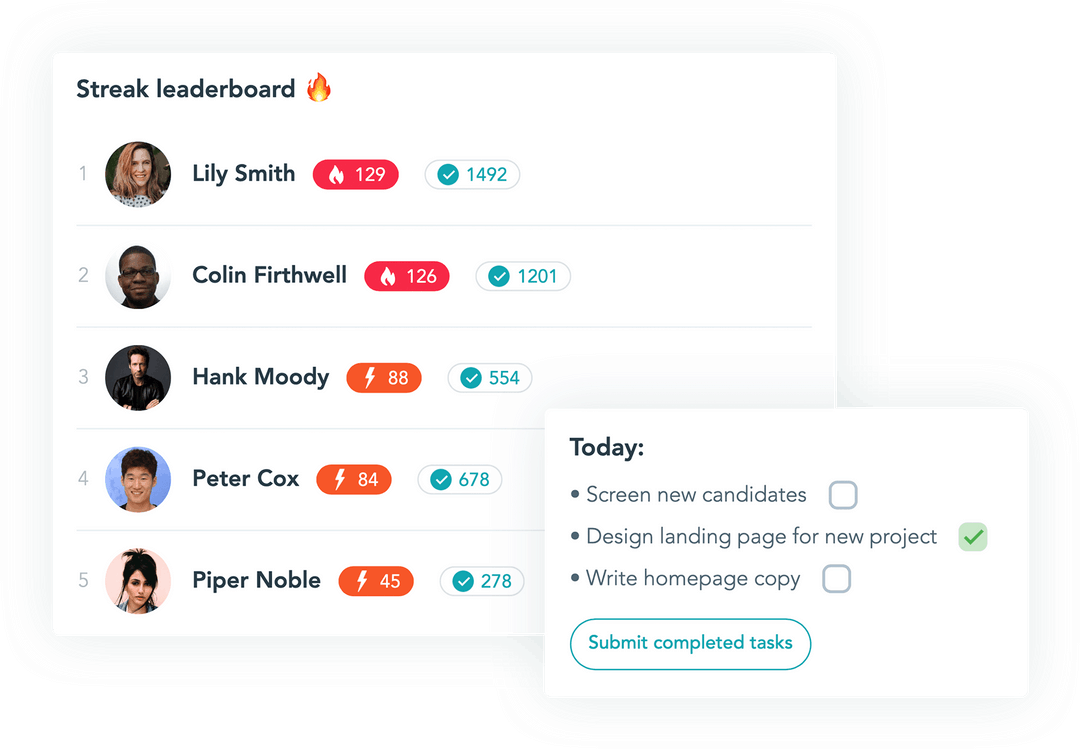 Streak leaderboard 🔥
1 Lily Smith 129 1492
2 Colin Firthwell 126 1201
3 Hank Moody 88 554
4 Peter Cox 84 678
5 Piper Noble 45 278
Today:
• Screen new candidates
• Design landing page for new project
• Write homepage copy
Submit completed tasks